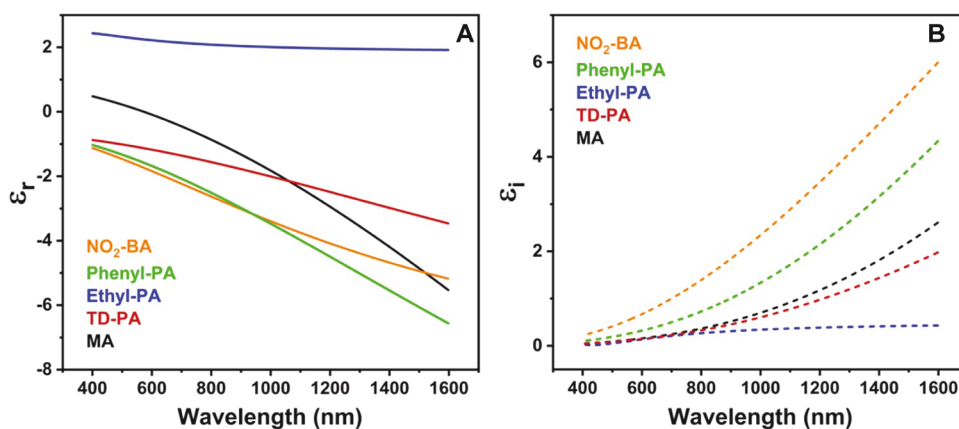 A
2
0
-2
-4
-6
-8
εr
NO2-BA
Phenyl-PA
Ethyl-PA
TD-PA
MA
400 600 800 1000 1200 1400 1600
Wavelength (nm)
B
6
4
2
0
εi
NO2-BA
Phenyl-PA
Ethyl-PA
TD-PA
MA
400 600 800 1000 1200 1400 1600
Wavelength (nm)